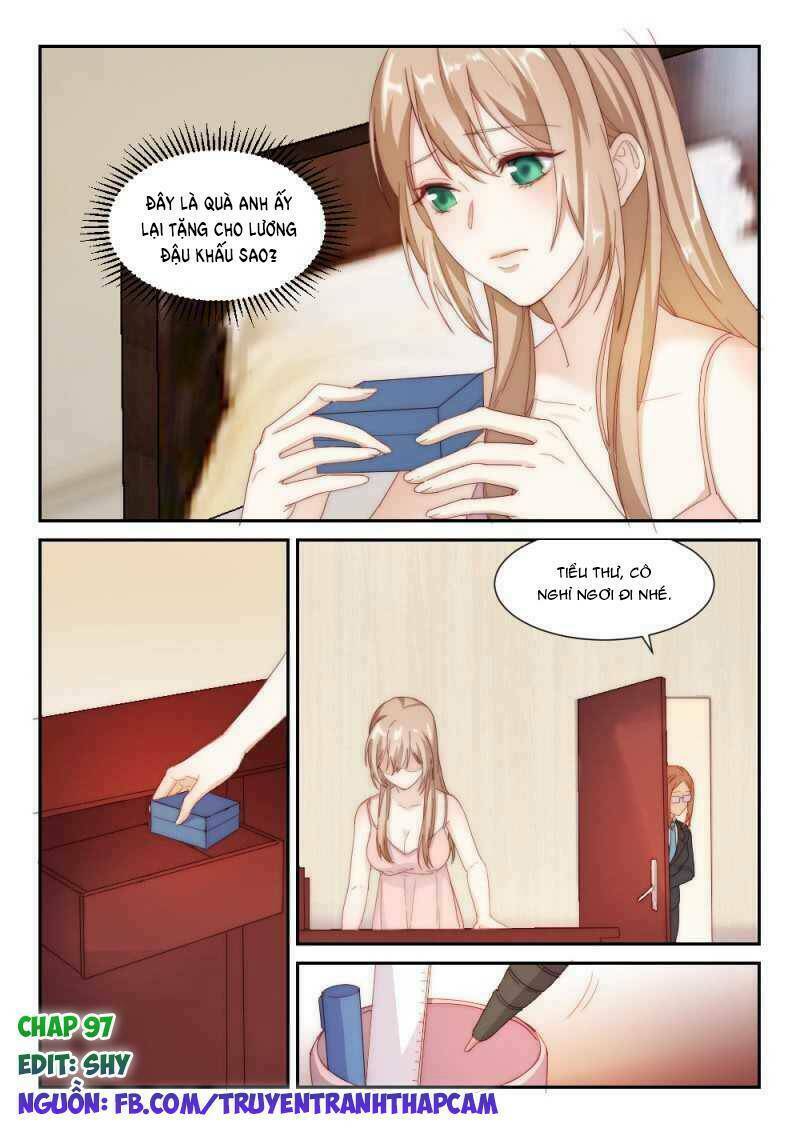 ĐÂY LÀ QUÀ ANH ẤY
LẠI TẶNG CHO LƯƠNG
ĐẬU KHẤU SAO?
TIỂU THƯ, CÔ
NGHỈ NGƠI ĐI NHÉ.
CHAP 97
EDIT: SHY
NGUỒN: FB.COM/TRUYENTRANHTHAPCAM